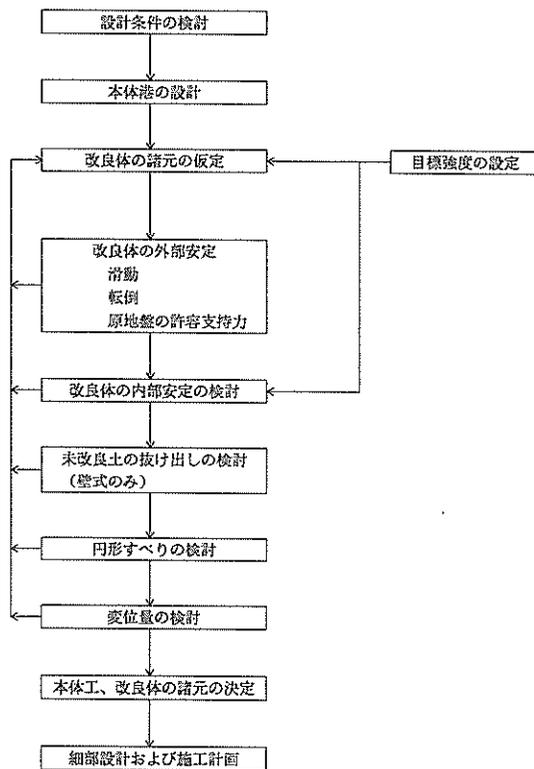 設計条件の検討
本体港の設計
改良体の諸元の仮定
目標強度の設定
改良体の外部安定
滑動
転倒
原地盤の許容支持力
改良体の内部安定の検討
未改良土の抜け出しの検討
（壁式のみ）
円形すべりの検討
変位量の検討
本体工、改良体の諸元の決定
細部設計および施工計画